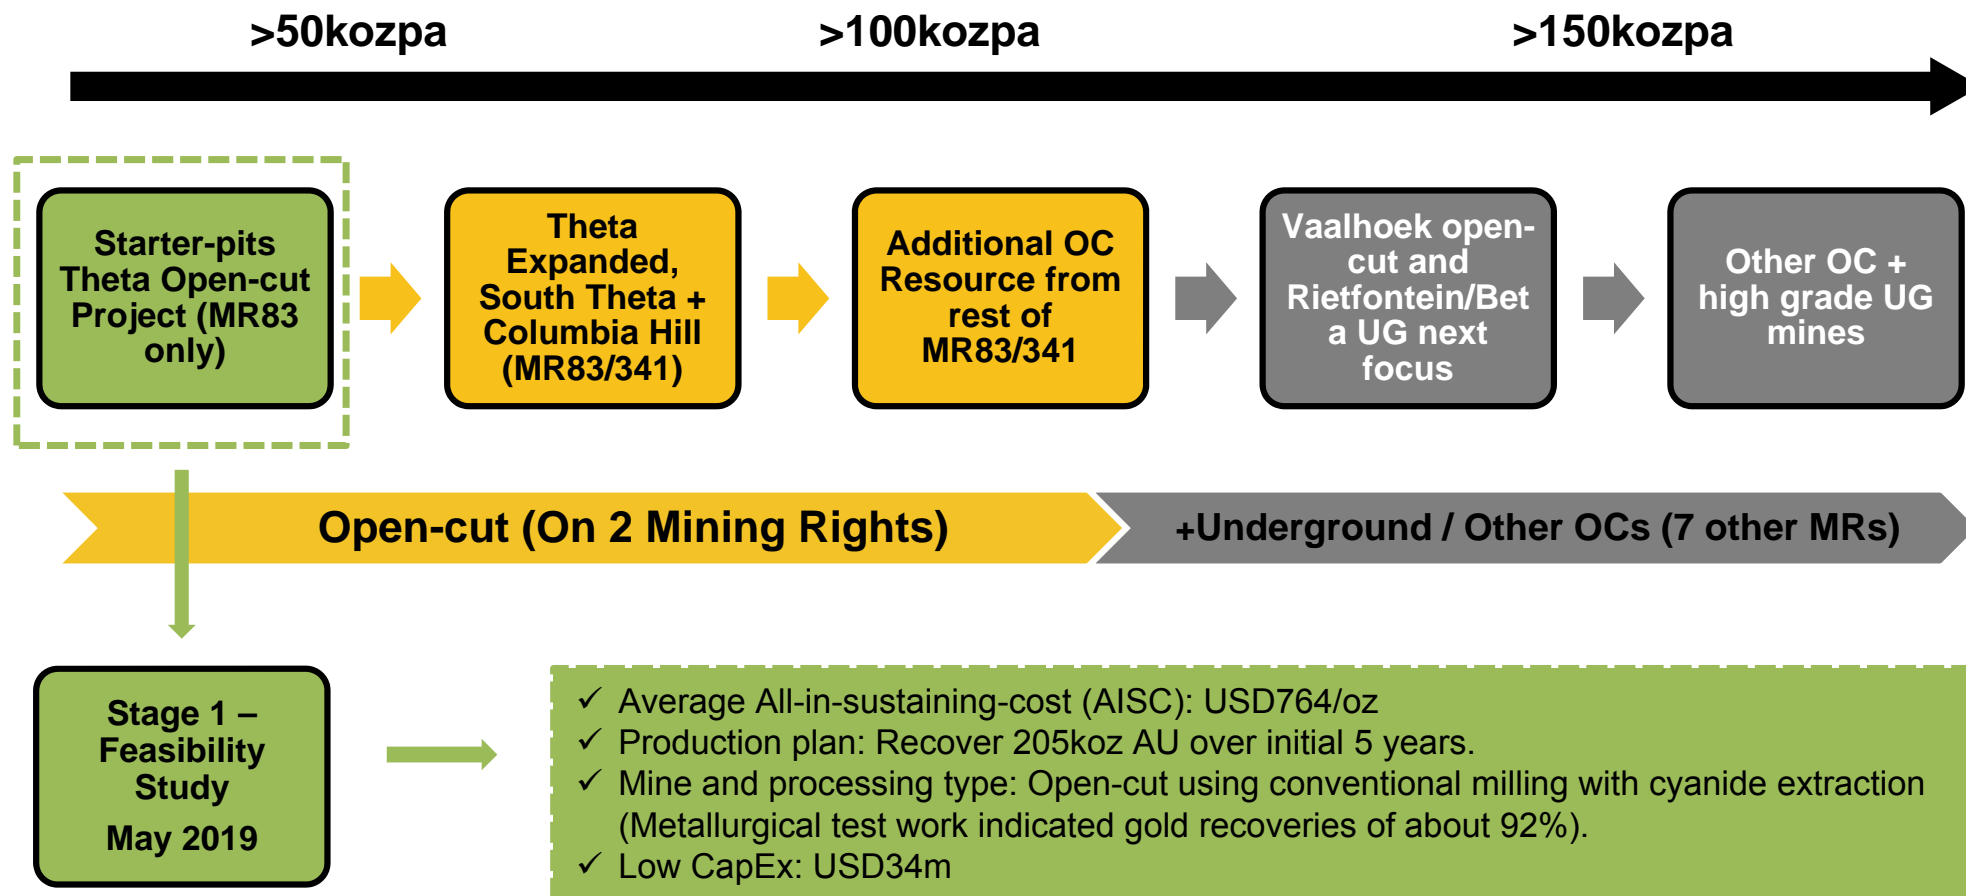 >50kozpa
>100kozpa
>150kozpa
Starter-pits
Theta Open-cut
Project (MR83
only)
Theta
Expanded,
South Theta +
Columbia Hill
(MR83/341)
Additional OC
Resource from
rest of
MR83/341
Vaalhoek open-
cut and
Rietfontein/Bet
a UG next
focus
Other OC +
high grade UG
mines
Open-cut (On 2 Mining Rights)
+Underground / Other OCs (7 other MRs)
Stage 1 –
Feasibility
Study
May 2019
✓ Average All-in-sustaining-cost (AISC): USD764/oz
✓ Production plan: Recover 205koz AU over initial 5 years.
✓ Mine and processing type: Open-cut using conventional milling with cyanide extraction
(Metallurgical test work indicated gold recoveries of about 92%).
✓ Low CapEx: USD34m